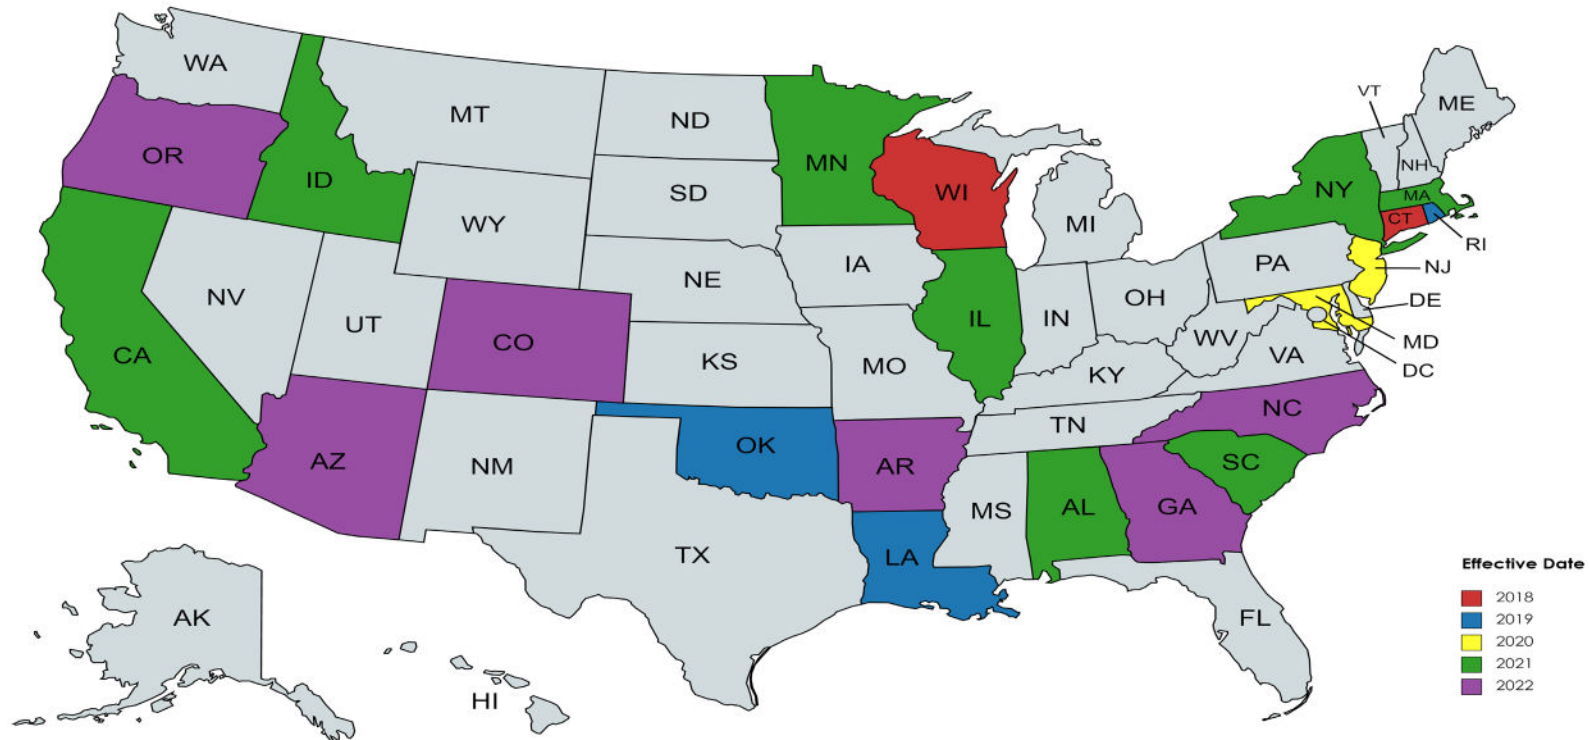 WA
MT
ND
MN
VT
ME
OR
ID
SD
WI
NH
NY
MA
CT
RI
WY
MI
IA
PA
NJ
NV
NE
OH
DE
UT
IL
IN
MD
CA
CO
KS
MO
WV
VA
DC
KY
TN
NC
AZ
NM
OK
AR
SC
MS
AL
GA
TX
LA
FL
AK
HI
Effective Date
2018
2019
2020
2021
2022